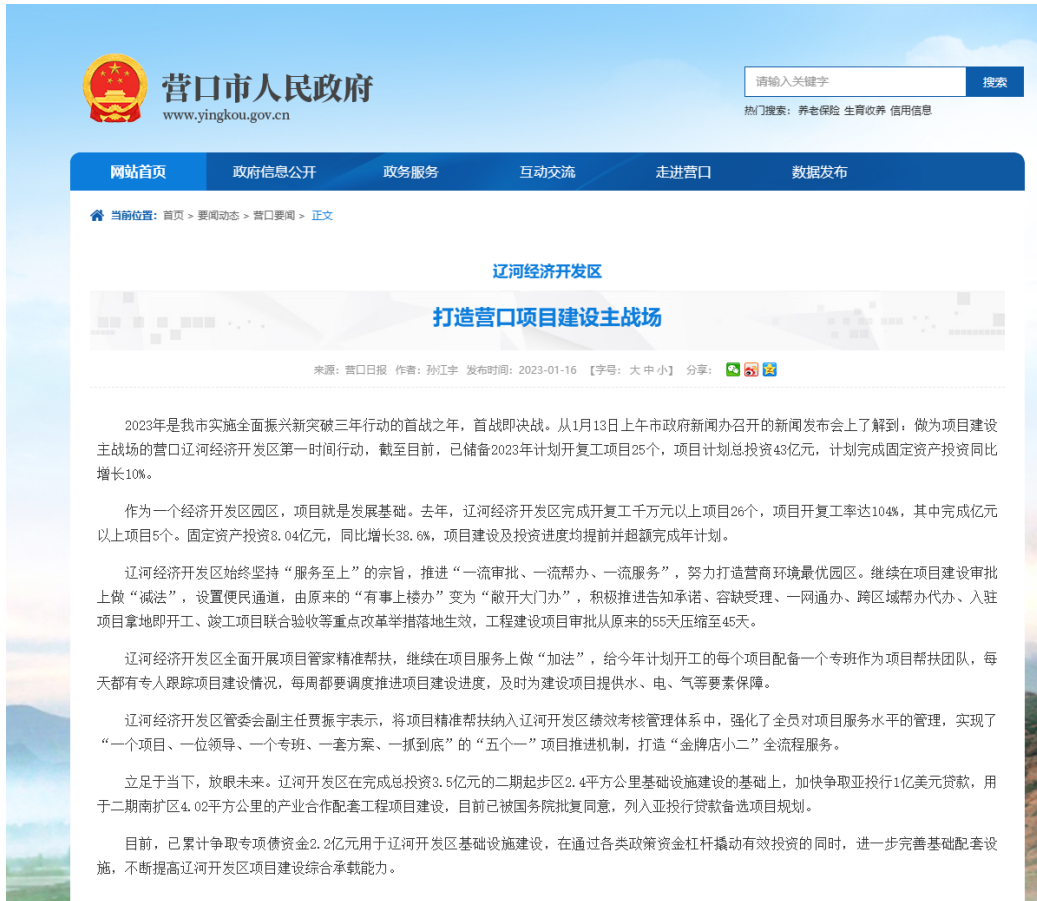 营口市人民政府
www.yingkou.gov.cn
请输入关键字
搜索
热门搜索：养老保险 生育收养 信用信息
网站首页 政府信息公开 政务服务 互动交流 走进营口 数据发布
当前位置：首页 > 要闻动态 > 营口要闻 > 正文
辽河经济开发区
打造营口项目建设主战场
来源：营口日报 作者：孙江宇 发布时间：2023-01-16 【字号：大 中 小】 分享：
2023年是我市实施全面振兴新突破三年行动的首战之年，首战即决战。从1月13日上午市政府新闻办召开的新闻发布会上了解到：做为项目建设
主战场的营口辽河经济开发区第一时间行动，截至目前，已储备2023年计划开复工项目25个，项目计划总投资43亿元，计划完成固定资产投资同比
增长10%。
作为一个经济开发区园区，项目就是发展基础。去年，辽河经济开发区完成开复工千万元以上项目26个，项目开复工率达104%，其中完成亿元
以上项目5个。固定资产投资8.04亿元，同比增长38.6%，项目建设及投资进度均提前并超额完成年计划。
辽河经济开发区始终坚持“服务至上”的宗旨，推进“一流审批、一流帮办、一流服务”，努力打造营商环境最优园区。继续在项目建设审批
上做“减法”，设置便民通道，由原来的“有事上楼办”变为“敞开大门办”，积极推进告知承诺、容缺受理、一网通办、跨区域帮办代办、入驻
项目拿地即开工、竣工项目联合验收等重点改革举措落地生效，工程建设项目审批从原来的55天压缩至45天。
辽河经济开发区全面开展项目管家精准帮扶，继续在项目服务上做“加法”，给今年计划开工的每个项目配备一个专班作为项目帮扶团队，每
天都有专人跟踪项目建设情况，每周都要调度推进项目建设进度，及时为建设项目提供水、电、气等要素保障。
辽河经济开发区管委会副主任贾振宇表示，将项目精准帮扶纳入辽河开发区绩效考核管理体系中，强化了全员对项目服务水平的管理，实现了
“一个项目、一位领导、一个专班、一套方案、一抓到底”的“五个一”项目推进机制，打造“金牌店小二”全流程服务。
立足于当下，放眼未来。辽河开发区在完成总投资3.5亿元的二期起步区2.4平方公里基础设施建设的基础上，加快争取亚投行1亿美元贷款，用
于二期南扩区4.02平方公里的产业合作配套工程项目建设，目前已被国务院批复同意，列入亚投行贷款备选项目规划。
目前，已累计争取专项债资金2.2亿元用于辽河开发区基础设施建设，在通过各类政策资金杠杆撬动有效投资的同时，进一步完善基础配套设
施，不断提高辽河开发区项目建设综合承载能力。